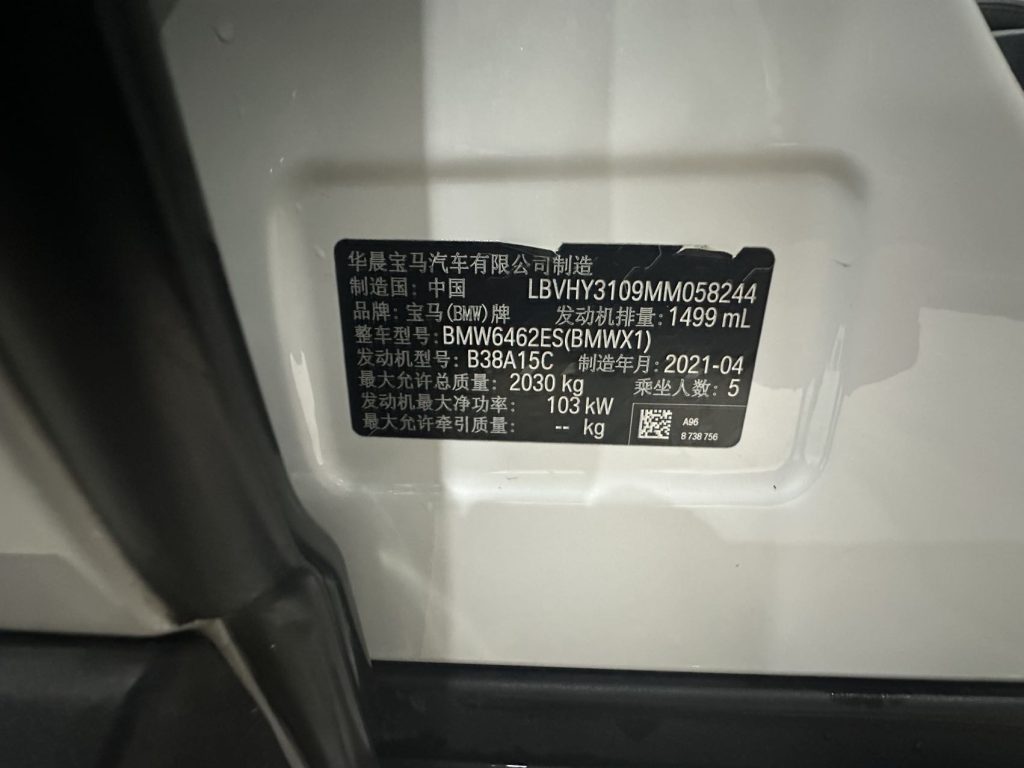 华晨宝马汽车有限公司制造
制造国：中国 LBVHY3109MM058244
品牌：宝马(BMW)牌 发动机排量：1499 mL
整车型号：BMW6462ES(BMWX1)
发动机型号：B38A15C 制造年月：2021-04
最大允许总质量：2030 kg 乘坐人数：5
发动机最大净功率：103 kW
最大允许牵引质量：-- kg
A96
8 738 756